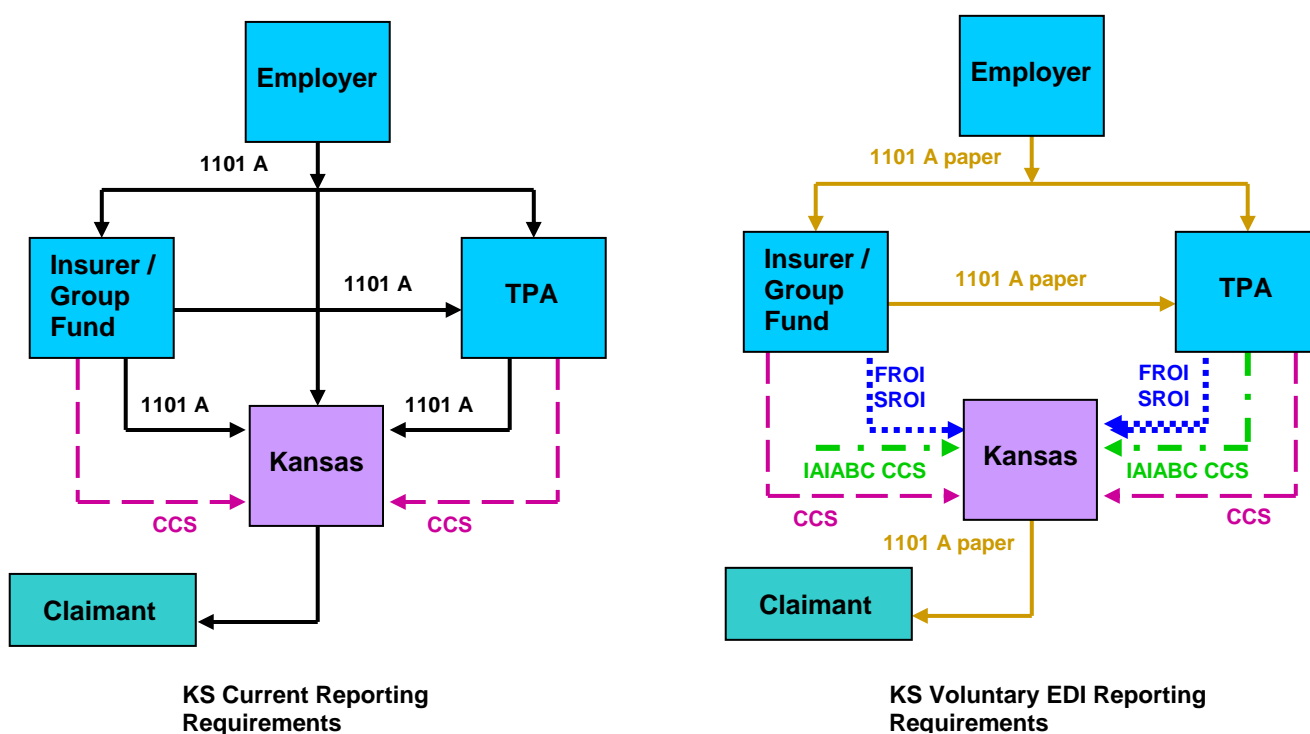 Employer
1101 A
Insurer /
Group
Fund
1101 A
TPA
1101 A
1101 A
Kansas
CCS
CCS
Claimant
KS Current Reporting
Requirements
Employer
1101 A paper
Insurer /
Group
Fund
1101 A paper
TPA
FROI
SROI
FROI
SROI
Kansas
IAIABC CCS
IAIABC CCS
CCS
CCS
1101 A paper
Claimant
KS Voluntary EDI Reporting
Requirements